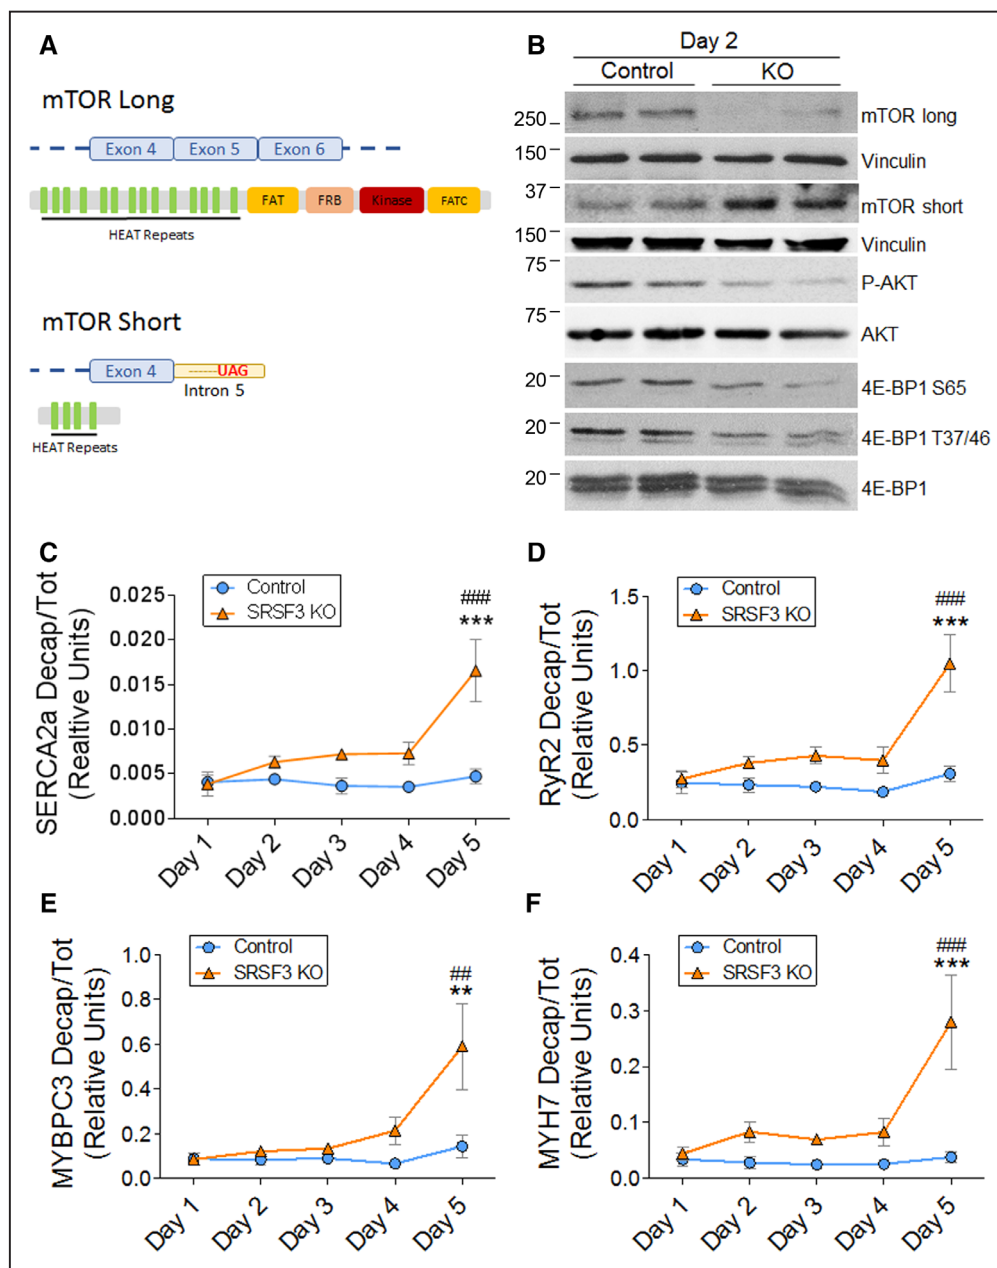 A
mTOR Long
Exon 4 Exon 5 Exon 6
FAT FRB Kinase FATC
HEAT Repeats
mTOR Short
Exon 4 ------UAG
Intron 5
HEAT Repeats
B
Day 2
Control KO
250 mTOR long
150 Vinculin
37 mTOR short
150 Vinculin
75 P-AKT
75 AKT
20 4E-BP1 S65
20 4E-BP1 T37/46
20 4E-BP1
C
Control
SRSF3 KO
###
***
SERCA2a Decap/Tot
(Realtive Units)
0.025
0.020
0.015
0.010
0.005
0.000
Day 1 Day 2 Day 3 Day 4 Day 5
D
Control
SRSF3 KO
###
***
RyR2 Decap/Tot
(Relative Units)
1.5
1.0
0.5
0.0
Day 1 Day 2 Day 3 Day 4 Day 5
E
Control
SRSF3 KO
##
**
MYBPC3 Decap/Tot
(Relative Units)
1.0
0.8
0.6
0.4
0.2
0.0
Day 1 Day 2 Day 3 Day 4 Day 5
F
Control
SRSF3 KO
###
***
MYH7 Decap/Tot
(Relative Units)
0.4
0.3
0.2
0.1
0.0
Day 1 Day 2 Day 3 Day 4 Day 5